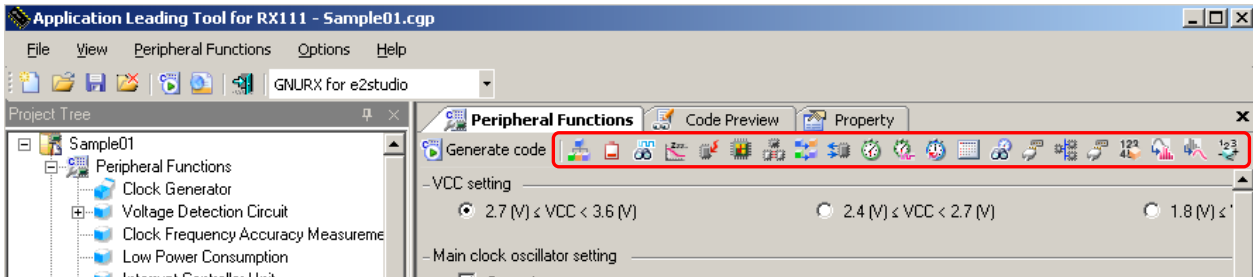 Application Leading Tool for RX111 - Sample01.cgp
File View Peripheral Functions Options Help
GNURX for e2studio
Project Tree
Peripheral Functions Code Preview Property
Sample01
Generate code
Peripheral Functions
VCC setting
Clock Generator
Voltage Detection Circuit
2.7 (V) ≤ VCC < 3.6 (V) 2.4 (V) ≤ VCC < 2.7 (V) 1.8 (V) ≤
Clock Frequency Accuracy Measureme
Low Power Consumption
Main clock oscillator setting